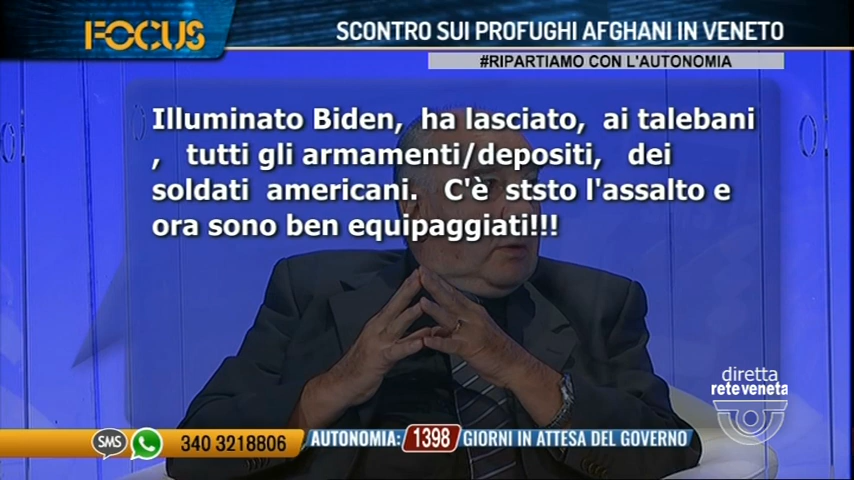 FOCUS
SCONTRO SUI PROFUGHI AFGHANI IN VENETO
#RIPARTIAMO CON L'AUTONOMIA
Illuminato Biden, ha lasciato, ai talebani
, tutti gli armamenti/depositi, dei
soldati americani. C'è ststo l'assalto e
ora sono ben equipaggiati!!!
diretta
reteveneta
SMS 340 3218806 AUTONOMIA: 1398 GIORNI IN ATTESA DEL GOVERNO